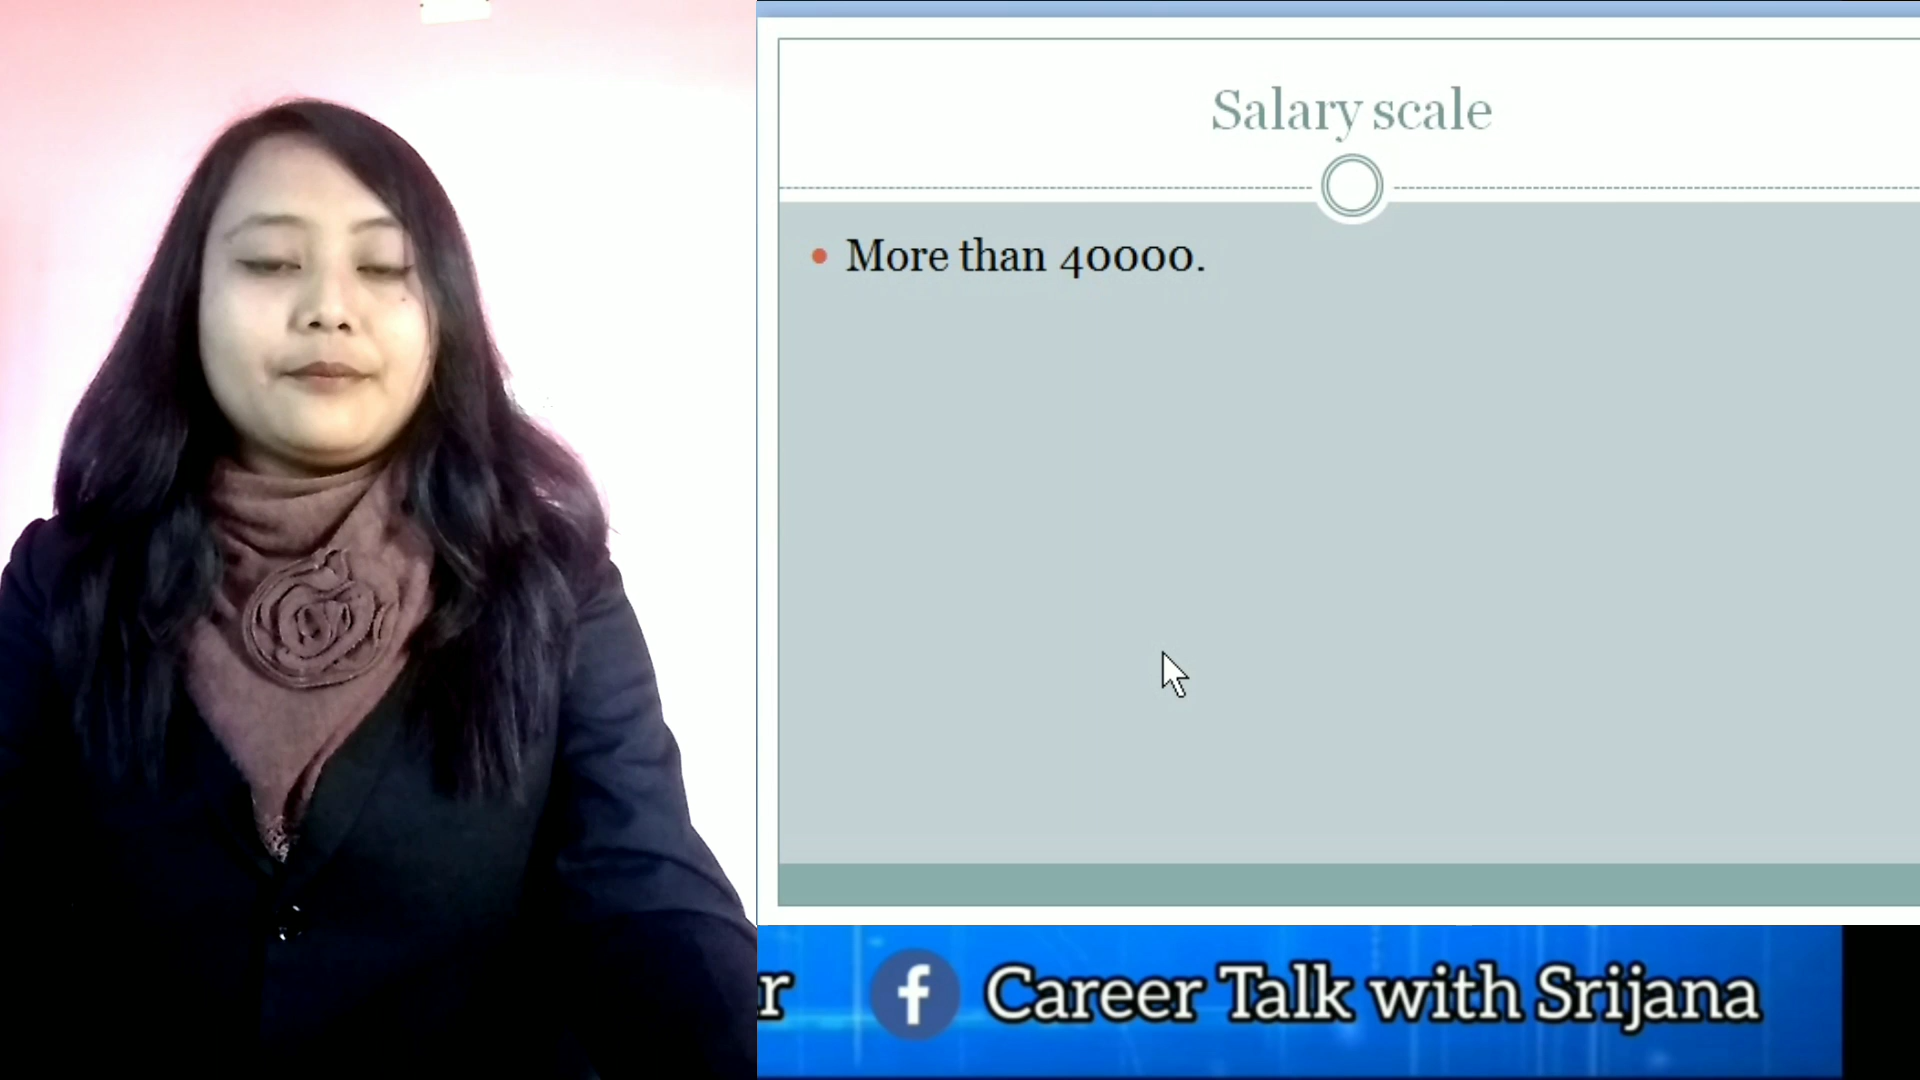 Salary scale
More than 40000.
r
f Career Talk with Srijana